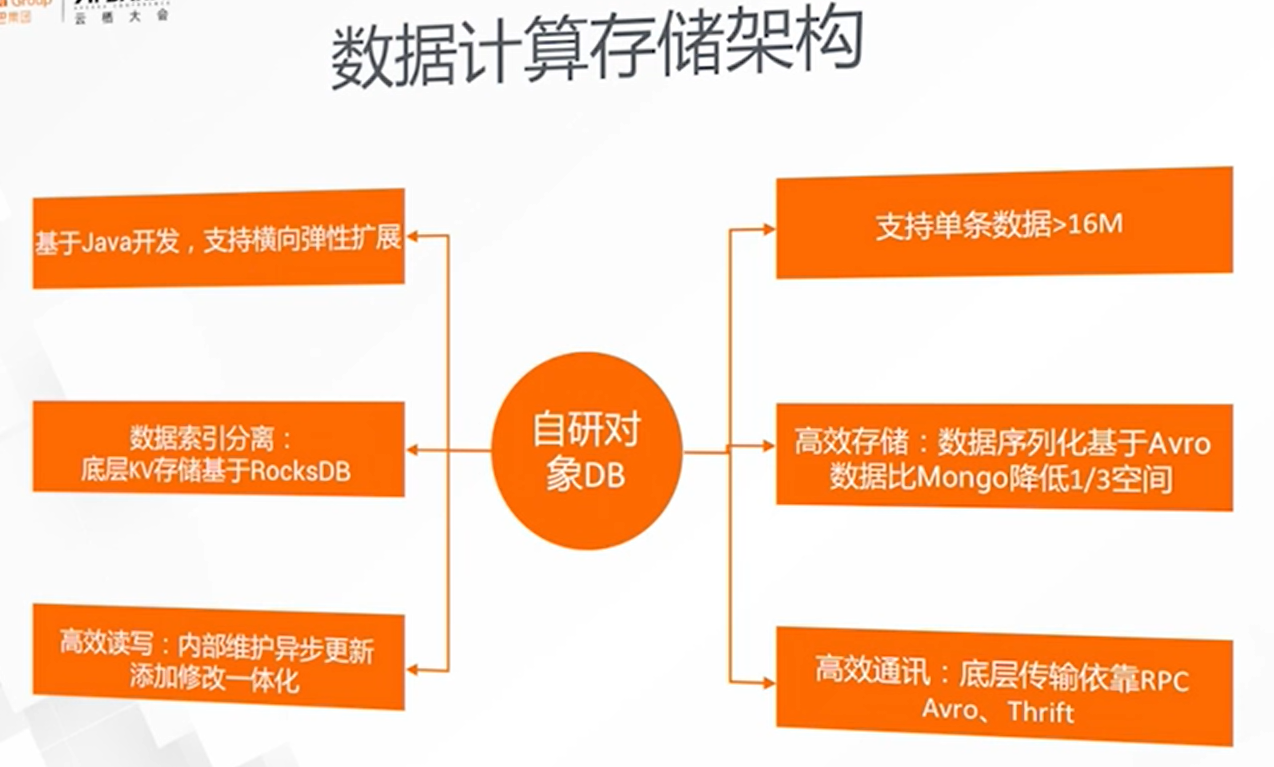 Group
云栖大会
数据计算存储架构
基于Java开发，支持横向弹性扩展
数据索引分离：
底层KV存储基于RocksDB
高效读写：内部维护异步更新
添加修改一体化
自研对
象DB
支持单条数据>16M
高效存储：数据序列化基于Avro
数据比Mongo降低1/3空间
高效通讯：底层传输依靠RPC
Avro、Thrift